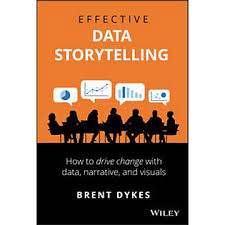 EFFECTIVE
DATA
STORYTELLING
How to drive change with
data, narrative, and visuals
BRENT DYKES
WILEY